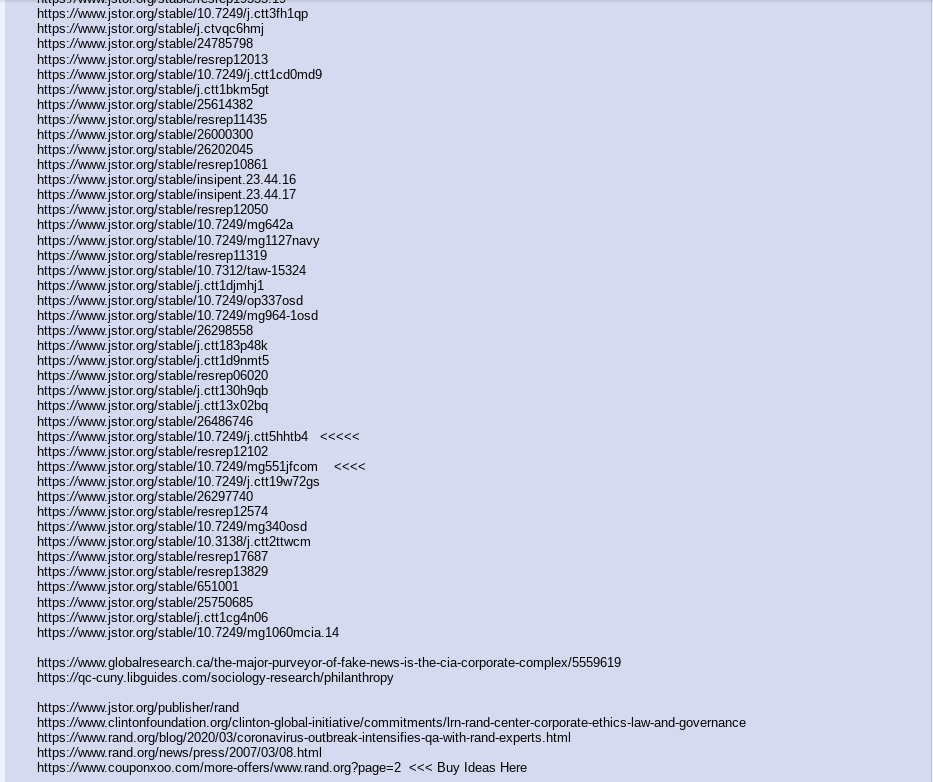 https://www.jstor.org/stable/10.7249/j.ctt3fh1qp
https://www.jstor.org/stable/j.ctvqc6hmj
https://www.jstor.org/stable/24785798
https://www.jstor.org/stable/resrep12013
https://www.jstor.org/stable/10.7249/j.ctt1cd0md9
https://www.jstor.org/stable/j.ctt1bkm5gt
https://www.jstor.org/stable/25614382
https://www.jstor.org/stable/resrep11435
https://www.jstor.org/stable/26000300
https://www.jstor.org/stable/26202045
https://www.jstor.org/stable/resrep10861
https://www.jstor.org/stable/insipent.23.44.16
https://www.jstor.org/stable/insipent.23.44.17
https://www.jstor.org/stable/resrep12050
https://www.jstor.org/stable/10.7249/mg642a
https://www.jstor.org/stable/10.7249/mg1127navy
https://www.jstor.org/stable/resrep11319
https://www.jstor.org/stable/10.7312/taw-15324
https://www.jstor.org/stable/j.ctt1djmhj1
https://www.jstor.org/stable/10.7249/op337osd
https://www.jstor.org/stable/10.7249/mg964-1osd
https://www.jstor.org/stable/26298558
https://www.jstor.org/stable/j.ctt183p48k
https://www.jstor.org/stable/j.ctt1d9nmt5
https://www.jstor.org/stable/resrep06020
https://www.jstor.org/stable/j.ctt130h9qb
https://www.jstor.org/stable/j.ctt13x02bq
https://www.jstor.org/stable/26486746
https://www.jstor.org/stable/10.7249/j.ctt5hhtb4 <<<<<
https://www.jstor.org/stable/resrep12102
https://www.jstor.org/stable/10.7249/mg551jfcom <<<<
https://www.jstor.org/stable/10.7249/j.ctt19w72gs
https://www.jstor.org/stable/26297740
https://www.jstor.org/stable/resrep12574
https://www.jstor.org/stable/10.7249/mg340osd
https://www.jstor.org/stable/10.3138/j.ctt2ttwcm
https://www.jstor.org/stable/resrep17687
https://www.jstor.org/stable/resrep13829
https://www.jstor.org/stable/651001
https://www.jstor.org/stable/25750685
https://www.jstor.org/stable/j.ctt1cg4n06
https://www.jstor.org/stable/10.7249/mg1060mcia.14
https://www.globalresearch.ca/the-major-purveyor-of-fake-news-is-the-cia-corporate-complex/5559619
https://qc-cuny.libguides.com/sociology-research/philanthropy
https://www.jstor.org/publisher/rand
https://www.clintonfoundation.org/clinton-global-initiative/commitments/lrn-rand-center-corporate-ethics-law-and-governance
https://www.rand.org/blog/2020/03/coronavirus-outbreak-intensifies-qa-with-rand-experts.html
https://www.rand.org/news/press/2007/03/08.html
https://www.couponxoo.com/more-offers/www.rand.org?page=2 <<< Buy Ideas Here